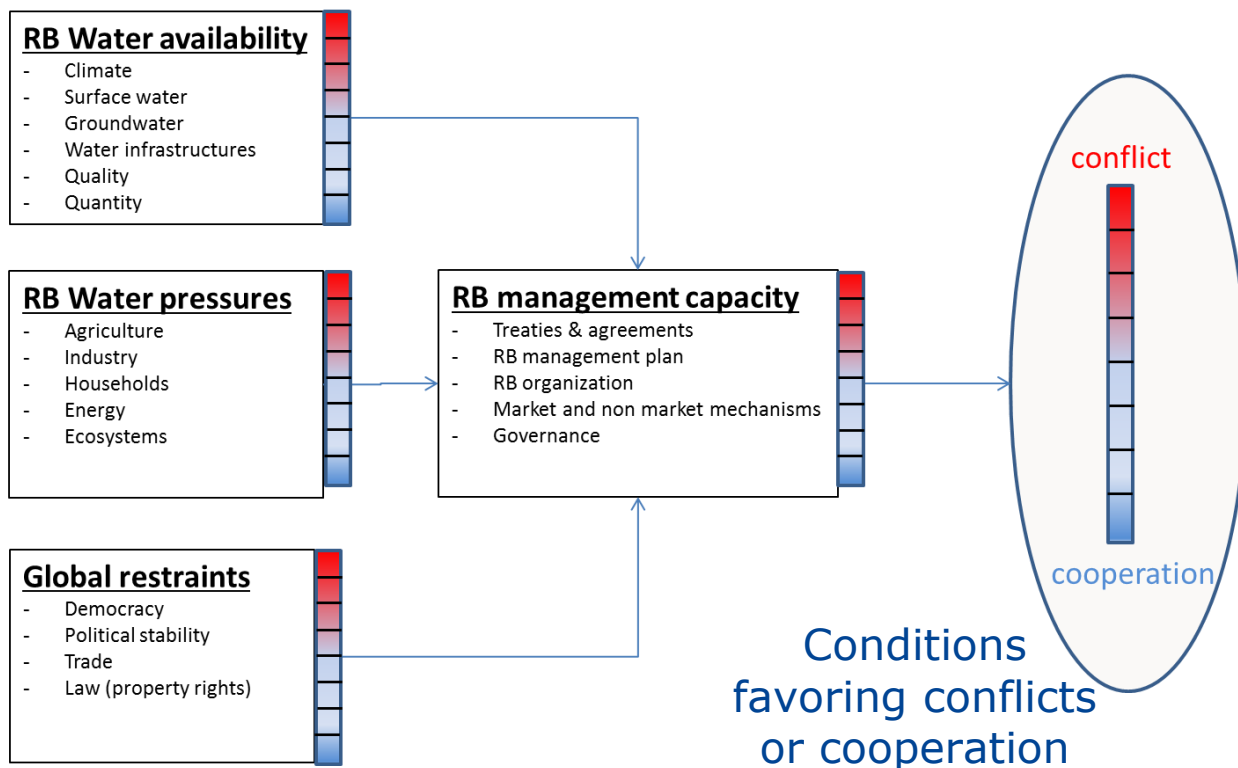 RB Water availability
- Climate
- Surface water
- Groundwater
- Water infrastructures
- Quality
- Quantity
RB Water pressures
- Agriculture
- Industry
- Households
- Energy
- Ecosystems
Global restraints
- Democracy
- Political stability
- Trade
- Law (property rights)
RB management capacity
- Treaties & agreements
- RB management plan
- RB organization
- Market and non market mechanisms
- Governance
conflict
cooperation
Conditions
favoring conflicts
or cooperation